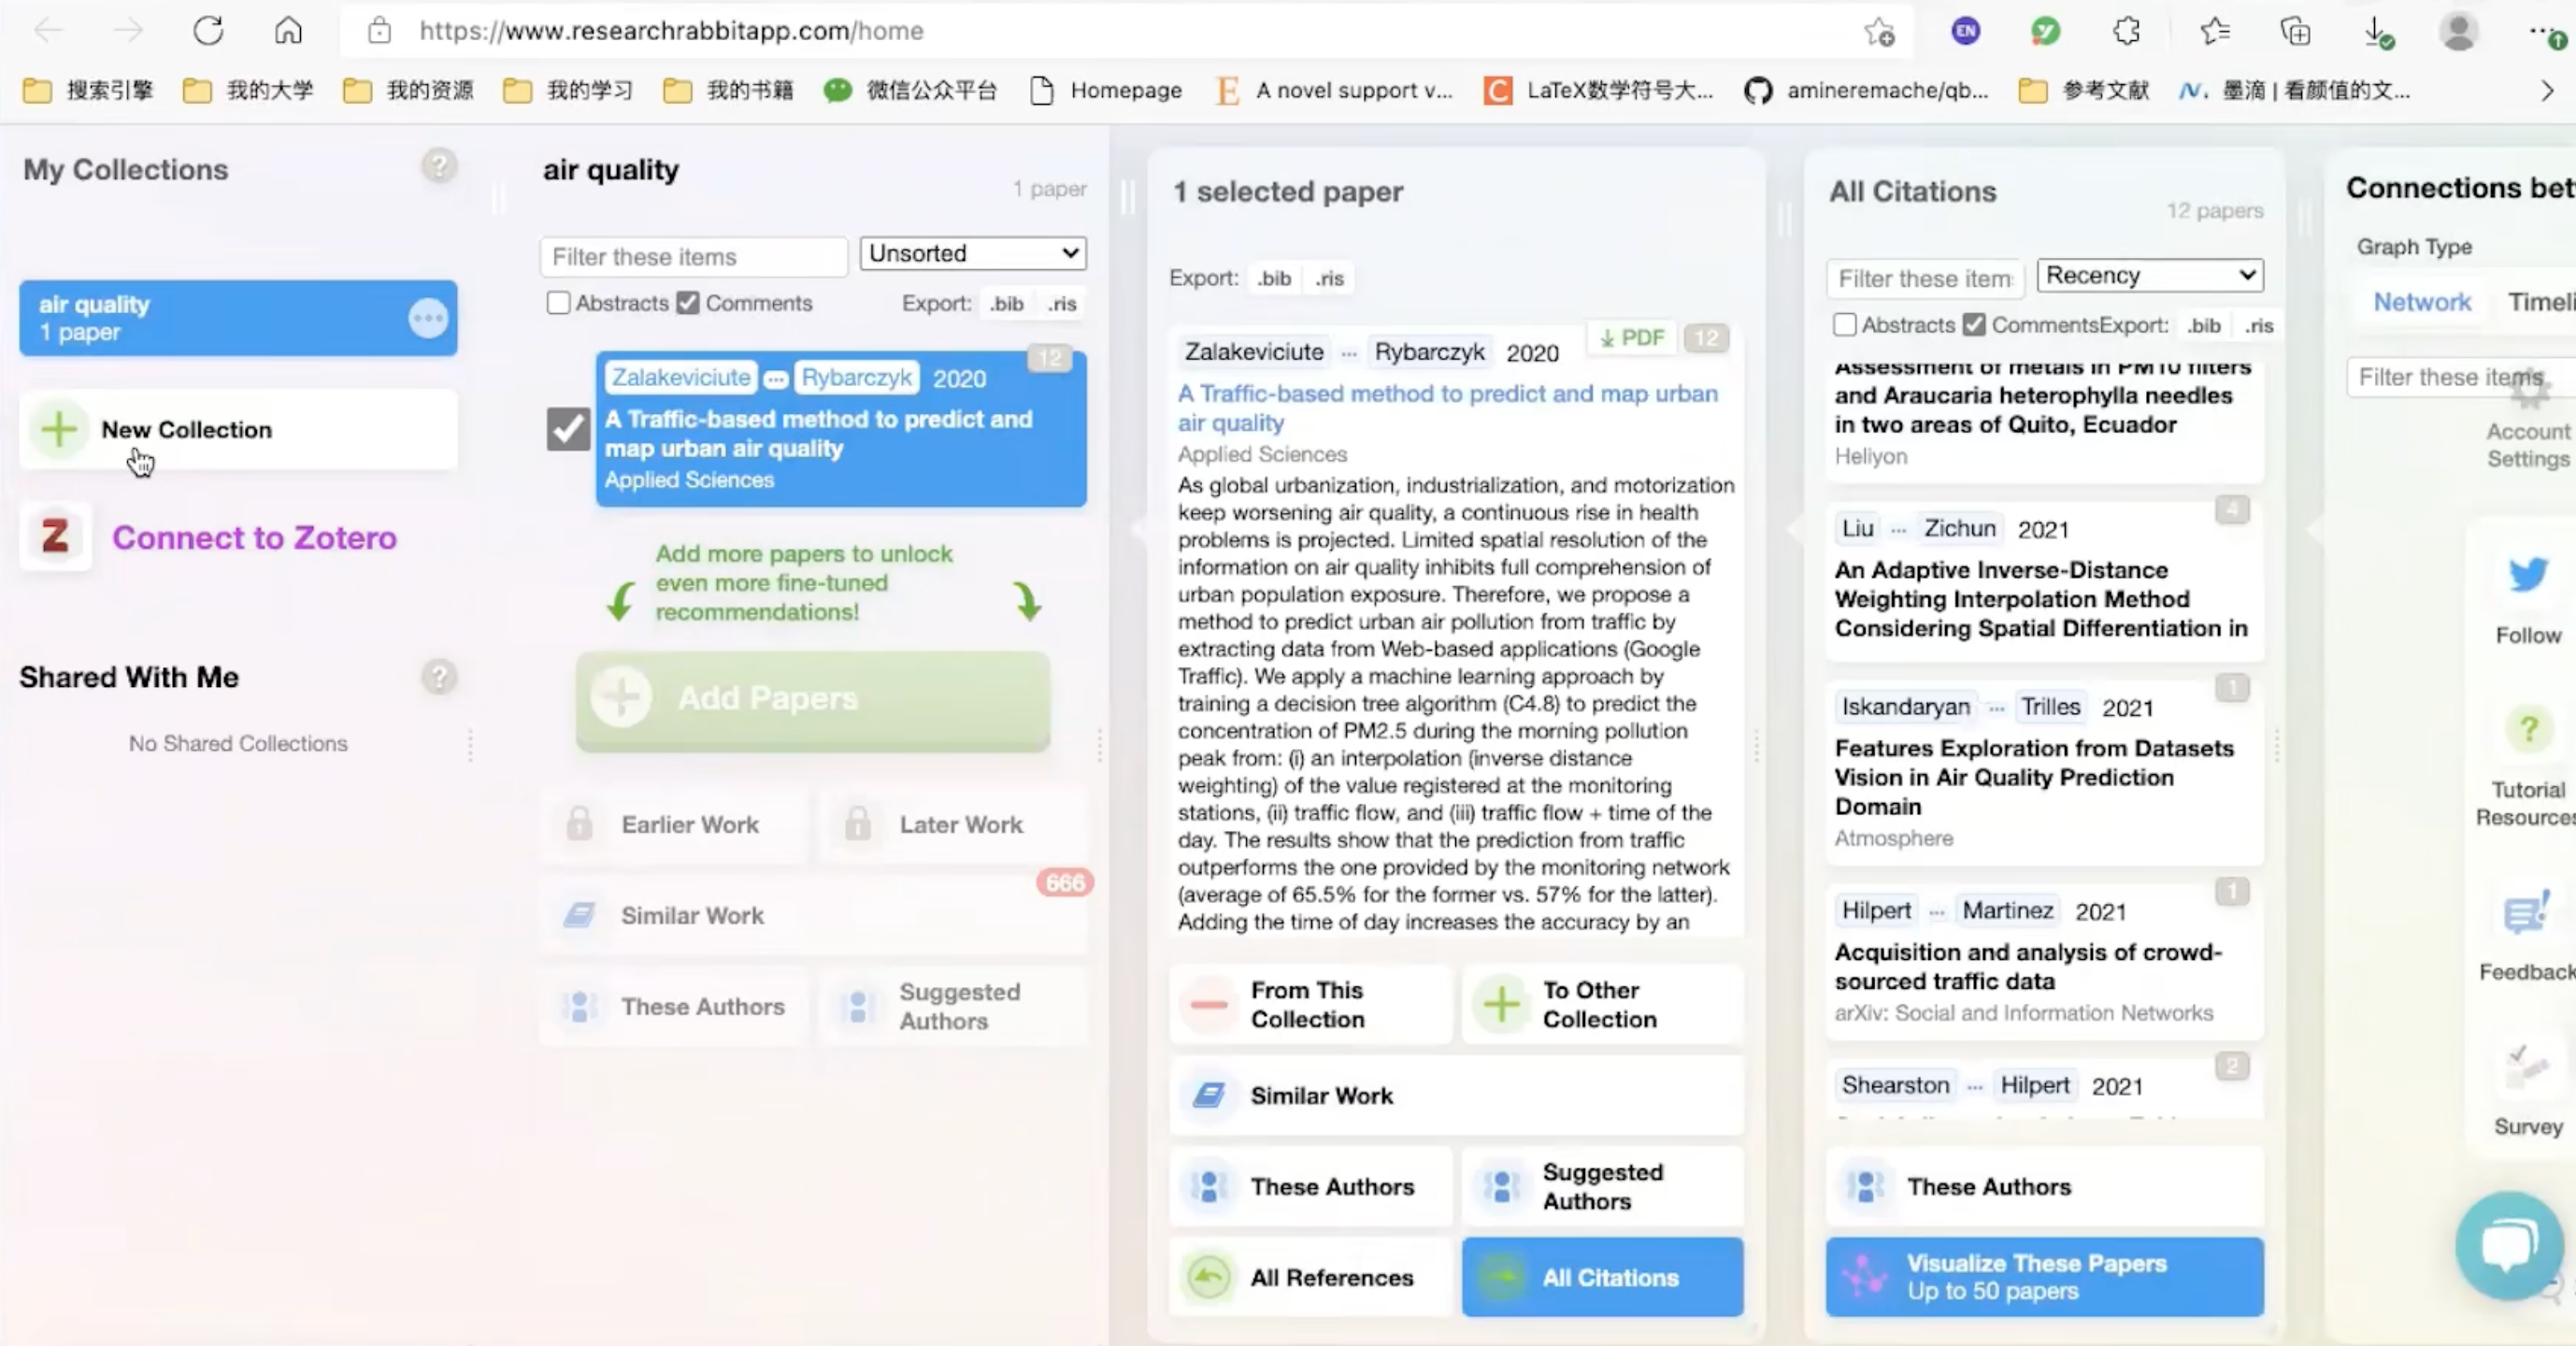 https://www.researchrabbitapp.com/home
EN
搜索引擎
我的大学
我的资源
我的学习
我的书籍
微信公众平台
Homepage
E A novel support v...
C LaTeX数学符号大...
amineremache/qb...
参考文献
墨滴 | 看颜值的文...
My Collections
?
air quality
1 paper
New Collection
Z Connect to Zotero
Shared With Me
?
No Shared Collections
air quality
1 paper
Filter these items
Unsorted
Abstracts Comments Export: .bib .ris
12
Zalakeviciute ... Rybarczyk 2020
A Traffic-based method to predict and
map urban air quality
Applied Sciences
Add more papers to unlock
even more fine-tuned
recommendations!
Add Papers
Earlier Work
Later Work
666
Similar Work
These Authors
Suggested
Authors
1 selected paper
Export: .bib .ris
Zalakeviciute ... Rybarczyk 2020
PDF
12
A Traffic-based method to predict and map urban
air quality
Applied Sciences
As global urbanization, industrialization, and motorization
keep worsening air quality, a continuous rise in health
problems is projected. Limited spatial resolution of the
information on air quality inhibits full comprehension of
urban population exposure. Therefore, we propose a
method to predict urban air pollution from traffic by
extracting data from Web-based applications (Google
Traffic). We apply a machine learning approach by
training a decision tree algorithm (C4.8) to predict the
concentration of PM2.5 during the morning pollution
peak from: (i) an interpolation (inverse distance
weighting) of the value registered at the monitoring
stations, (ii) traffic flow, and (iii) traffic flow + time of the
day. The results show that the prediction from traffic
outperforms the one provided by the monitoring network
(average of 65.5% for the former vs. 57% for the latter).
Adding the time of day increases the accuracy by an
From This
Collection
To Other
Collection
Similar Work
These Authors
Suggested
Authors
All References
All Citations
All Citations
12 papers
Filter these item
Recency
Abstracts Comments Export: .bib .ris
Assessment of metals in PM10 filters
and Araucaria heterophylla needles
in two areas of Quito, Ecuador
Heliyon
4
Liu ... Zichun 2021
An Adaptive Inverse-Distance
Weighting Interpolation Method
Considering Spatial Differentiation in
1
Iskandaryan ... Trilles 2021
Features Exploration from Datasets
Vision in Air Quality Prediction
Domain
Atmosphere
1
Hilpert ... Martinez 2021
Acquisition and analysis of crowd-
sourced traffic data
arXiv: Social and Information Networks
2
Shearston ... Hilpert 2021
These Authors
Visualize These Papers
Up to 50 papers
Connections bet
Graph Type
Network
Timeli
Filter these items
Account
Settings
Follow
?
Tutorial
Resources
Feedback
Survey